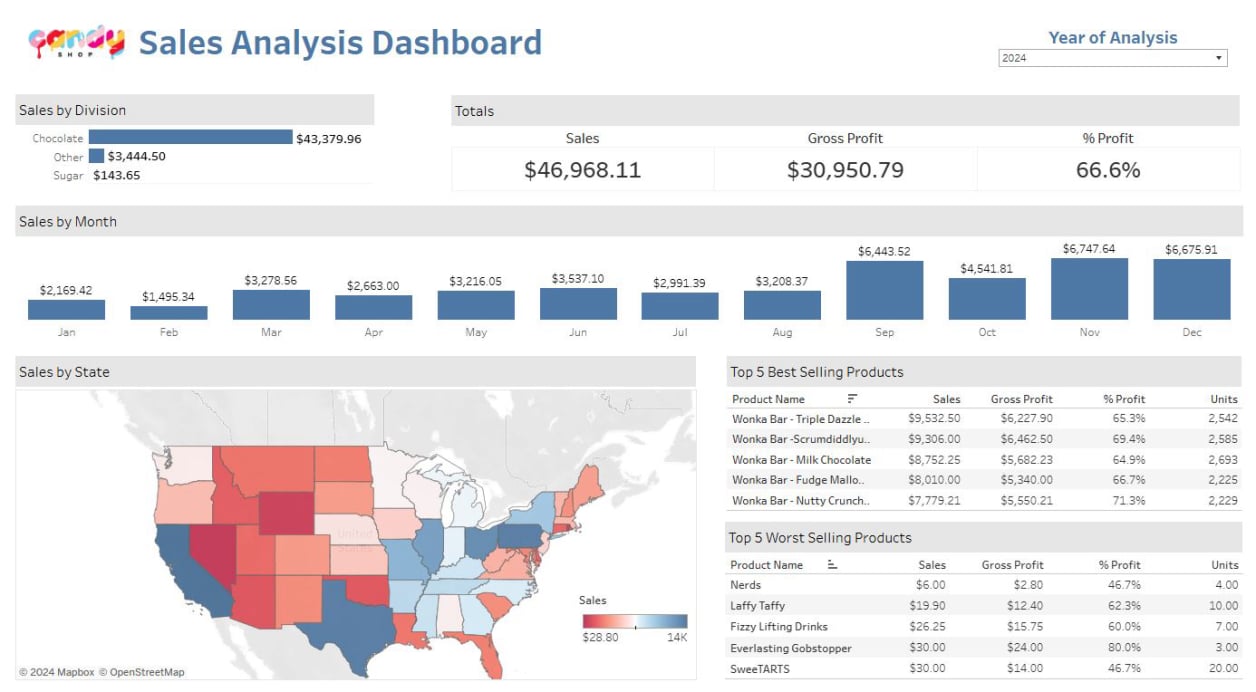 candy
SHOP
Sales Analysis Dashboard
Year of Analysis
2024
Sales by Division
Chocolate $43,379.96
Other $3,444.50
Sugar $143.65
Totals
Sales Gross Profit % Profit
$46,968.11 $30,950.79 66.6%
Sales by Month
$2,169.42 $1,495.34 $3,278.56 $2,663.00 $3,216.05 $3,537.10 $2,991.39 $3,208.37 $6,443.52 $4,541.81 $6,747.64 $6,675.91
Jan Feb Mar Apr May Jun Jul Aug Sep Oct Nov Dec
Sales by State
United
States
Sales
$28.80 14K
© 2024 Mapbox © OpenStreetMap
Top 5 Best Selling Products
Product Name Sales Gross Profit % Profit Units
Wonka Bar - Triple Dazzle .. $9,532.50 $6,227.90 65.3% 2,542
Wonka Bar -Scrumdiddlyu.. $9,306.00 $6,462.50 69.4% 2,585
Wonka Bar - Milk Chocolate $8,752.25 $5,682.23 64.9% 2,693
Wonka Bar - Fudge Mallo.. $8,010.00 $5,340.00 66.7% 2,225
Wonka Bar - Nutty Crunch.. $7,779.21 $5,550.21 71.3% 2,229
Top 5 Worst Selling Products
Product Name Sales Gross Profit % Profit Units
Nerds $6.00 $2.80 46.7% 4.00
Laffy Taffy $19.90 $12.40 62.3% 10.00
Fizzy Lifting Drinks $26.25 $15.75 60.0% 7.00
Everlasting Gobstopper $30.00 $24.00 80.0% 3.00
SweeTARTS $30.00 $14.00 46.7% 20.00